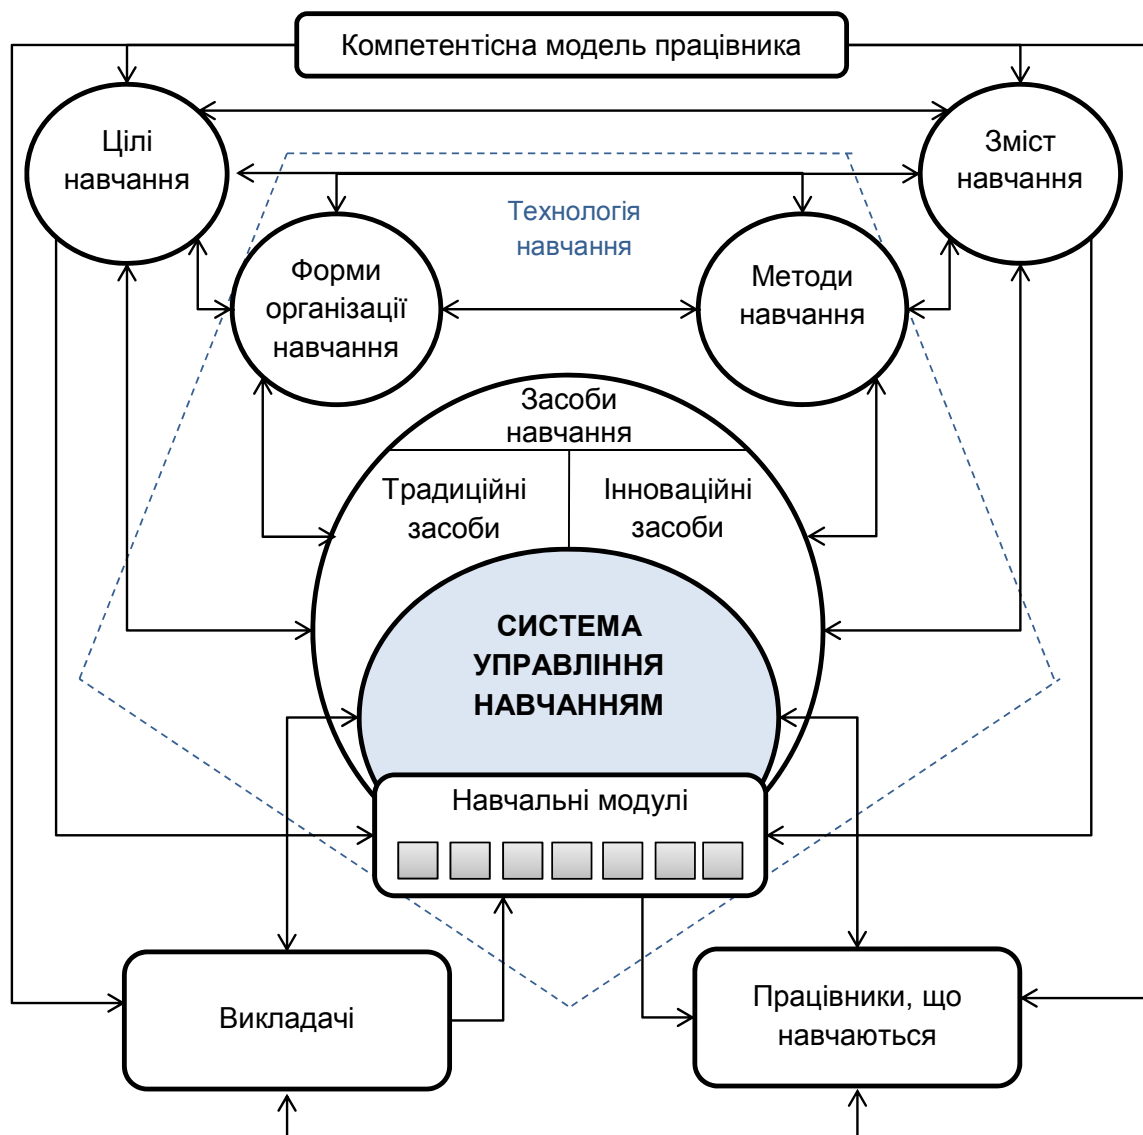 Компетентісна модель працівника
Цілі
навчання
Зміст
навчання
Технологія
навчання
Форми
організації
навчання
Методи
навчання
Засоби
навчання
Традиційні
засоби
Інноваційні
засоби
СИСТЕМА
УПРАВЛІННЯ
НАВЧАННЯМ
Навчальні модулі
Викладачі
Працівники, що
навчаються